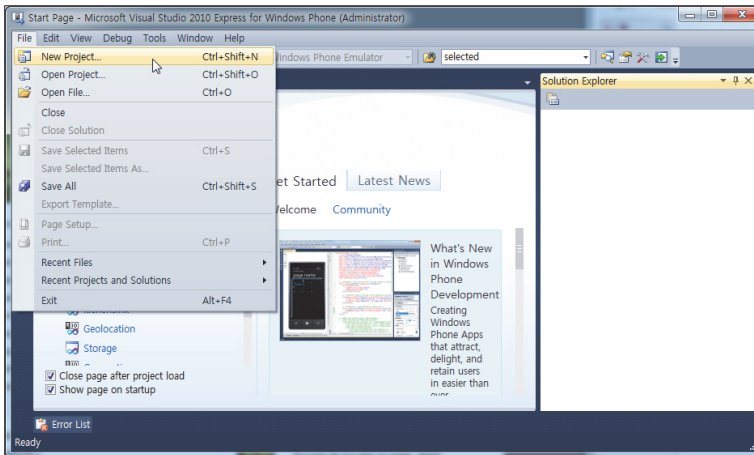 Start Page - Microsoft Visual Studio 2010 Express for Windows Phone (Administrator)
File Edit View Debug Tools Window Help
New Project... Ctrl+Shift+N
Windows Phone Emulator
selected
Open Project... Ctrl+Shift+O
Open File... Ctrl+O
Close
Close Solution
Save Selected Items Ctrl+S
Save Selected Items As...
Save All Ctrl+Shift+S
Export Template...
Page Setup...
Print... Ctrl+P
Recent Files
Recent Projects and Solutions
Exit Alt+F4
Solution Explorer
et Started Latest News
Welcome Community
What's New
in Windows
Phone
Development
Creating
Windows
Phone Apps
that attract,
delight, and
retain users
in easier than
page name
Geolocation
Storage
Close page after project load
Show page on startup
Error List
Ready